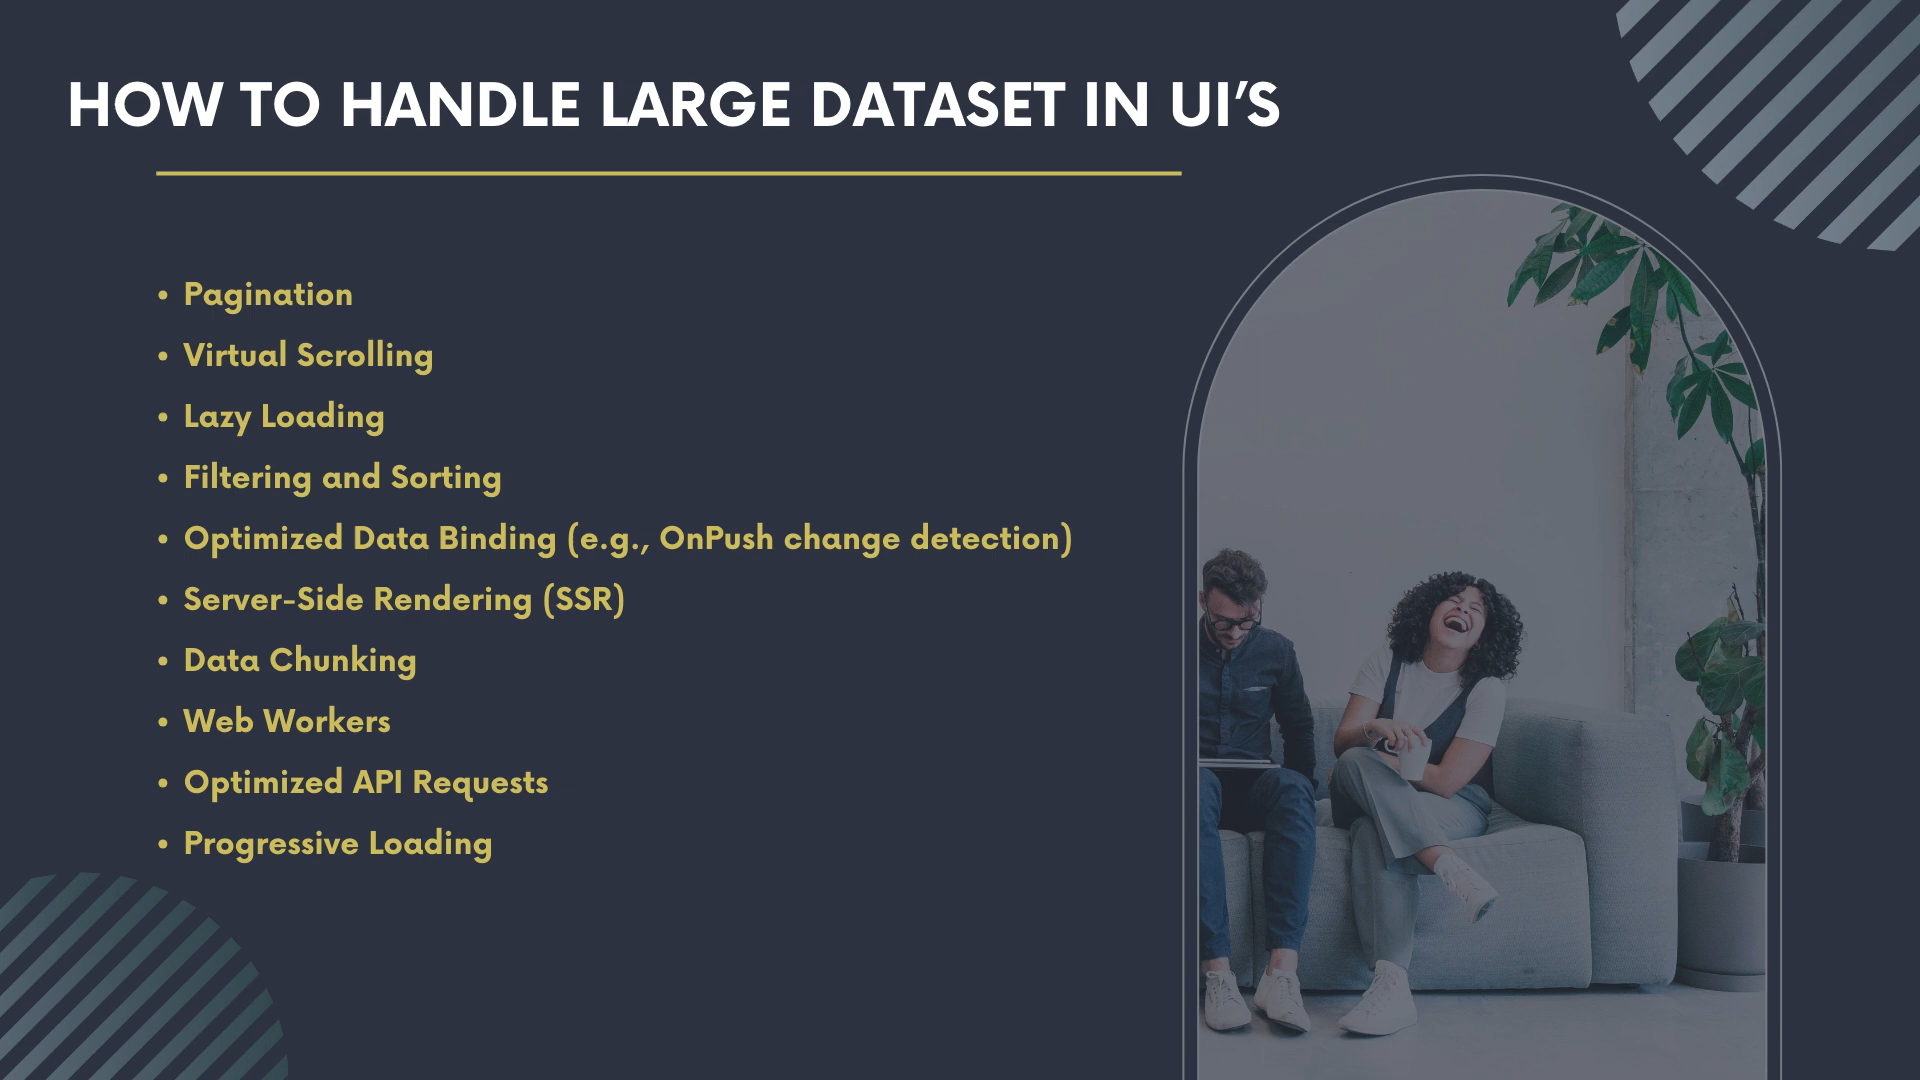 HOW TO HANDLE LARGE DATASET IN UI’S
• Pagination
• Virtual Scrolling
• Lazy Loading
• Filtering and Sorting
• Optimized Data Binding (e.g., OnPush change detection)
• Server-Side Rendering (SSR)
• Data Chunking
• Web Workers
• Optimized API Requests
• Progressive Loading